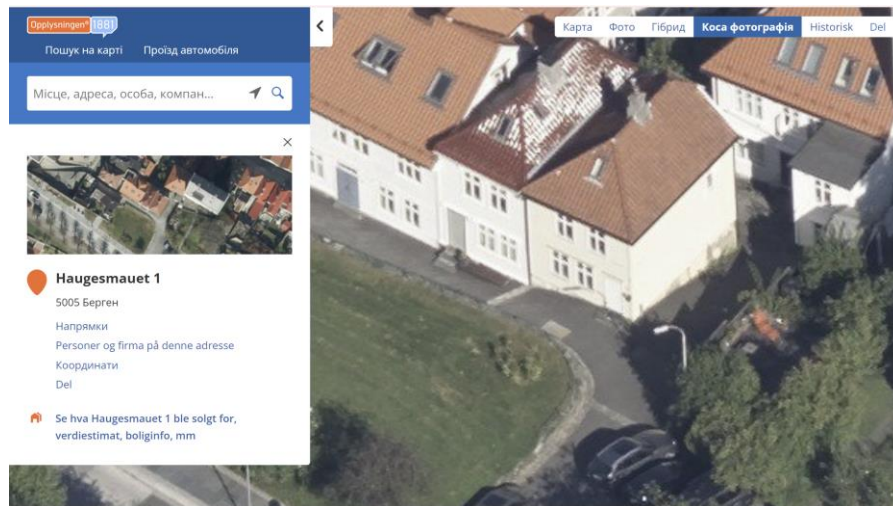 Opplysningen® 1881
Пошук на карті Проїзд автомобіля
Місце, адреса, особа, компан...
Карта Фото Гібрид Коса фотографія Historisk Del
Haugesmauet 1
5005 Берген
Напрямки
Personer og firma på denne adresse
Координати
Del
Se hva Haugesmauet 1 ble solgt for,
verdiestimat, boliginfo, mm